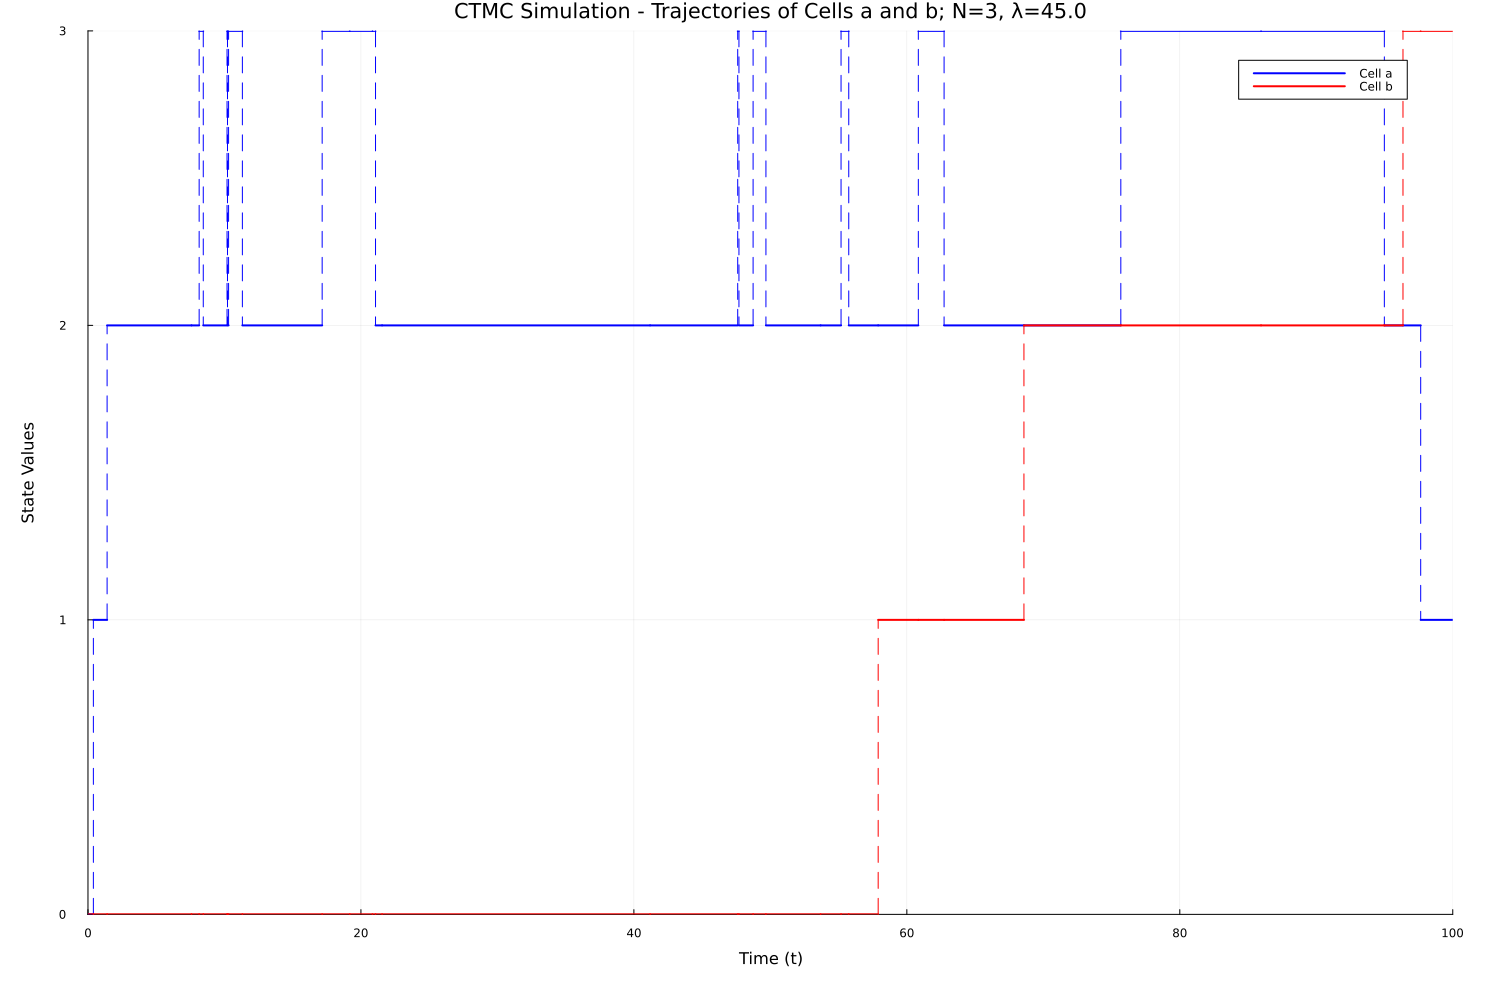 CTMC Simulation - Trajectories of Cells a and b; N=3, λ=45.0
3
Cell a
Cell b
2
State Values
1
0
0 20 40 60 80 100
Time (t)